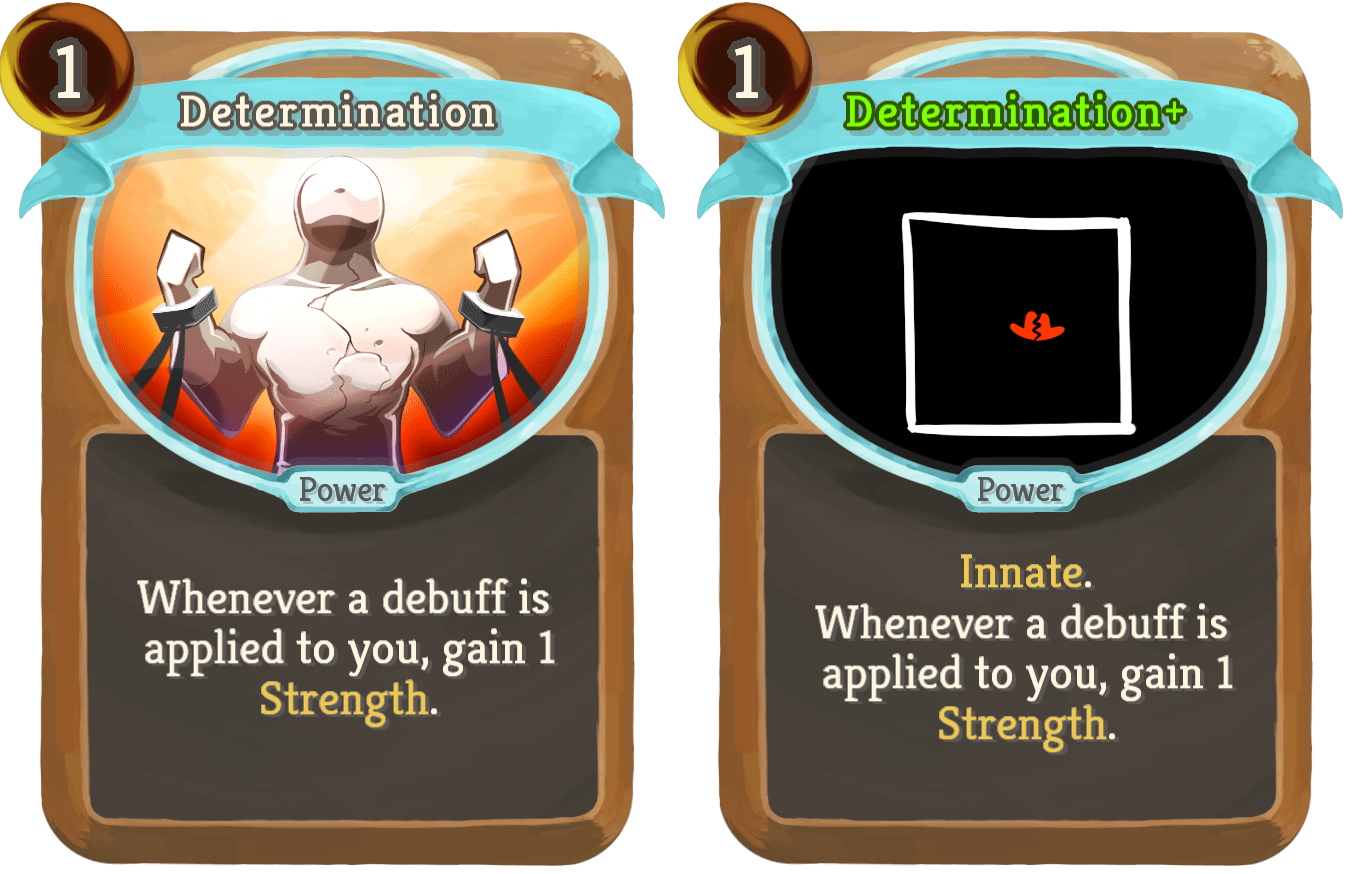 1
Determination
Power
Whenever a debuff is
applied to you, gain 1
Strength.
1
Determination+
Power
Innate.
Whenever a debuff is
applied to you, gain 1
Strength.